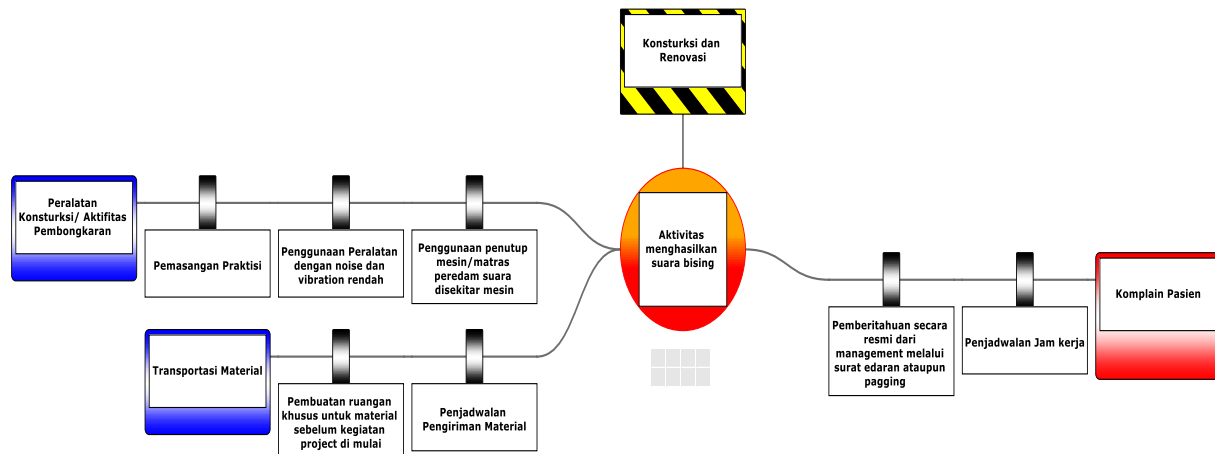 Konsturksi dan
Renovasi
Peralatan
Konsturksi/ Aktifitas
Pembongkaran
Pemasangan Praktisi
Penggunaan Peralatan
dengan noise dan
vibration rendah
Penggunaan penutup
mesin/matras
peredam suara
disekitar mesin
Aktivitas
menghasilkan
suara bising
Transportasi Material
Pembuatan ruangan
khusus untuk material
sebelum kegiatan
project di mulai
Penjadwalan
Pengiriman Material
Pemberitahuan secara
resmi dari
management melalui
surat edaran ataupun
pagging
Penjadwalan Jam kerja
Komplain Pasien